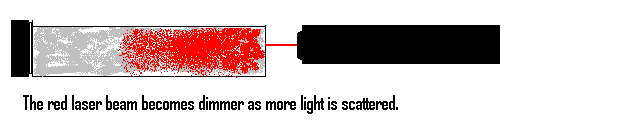 The red laser beam becomes dimmer as more light is scattered.